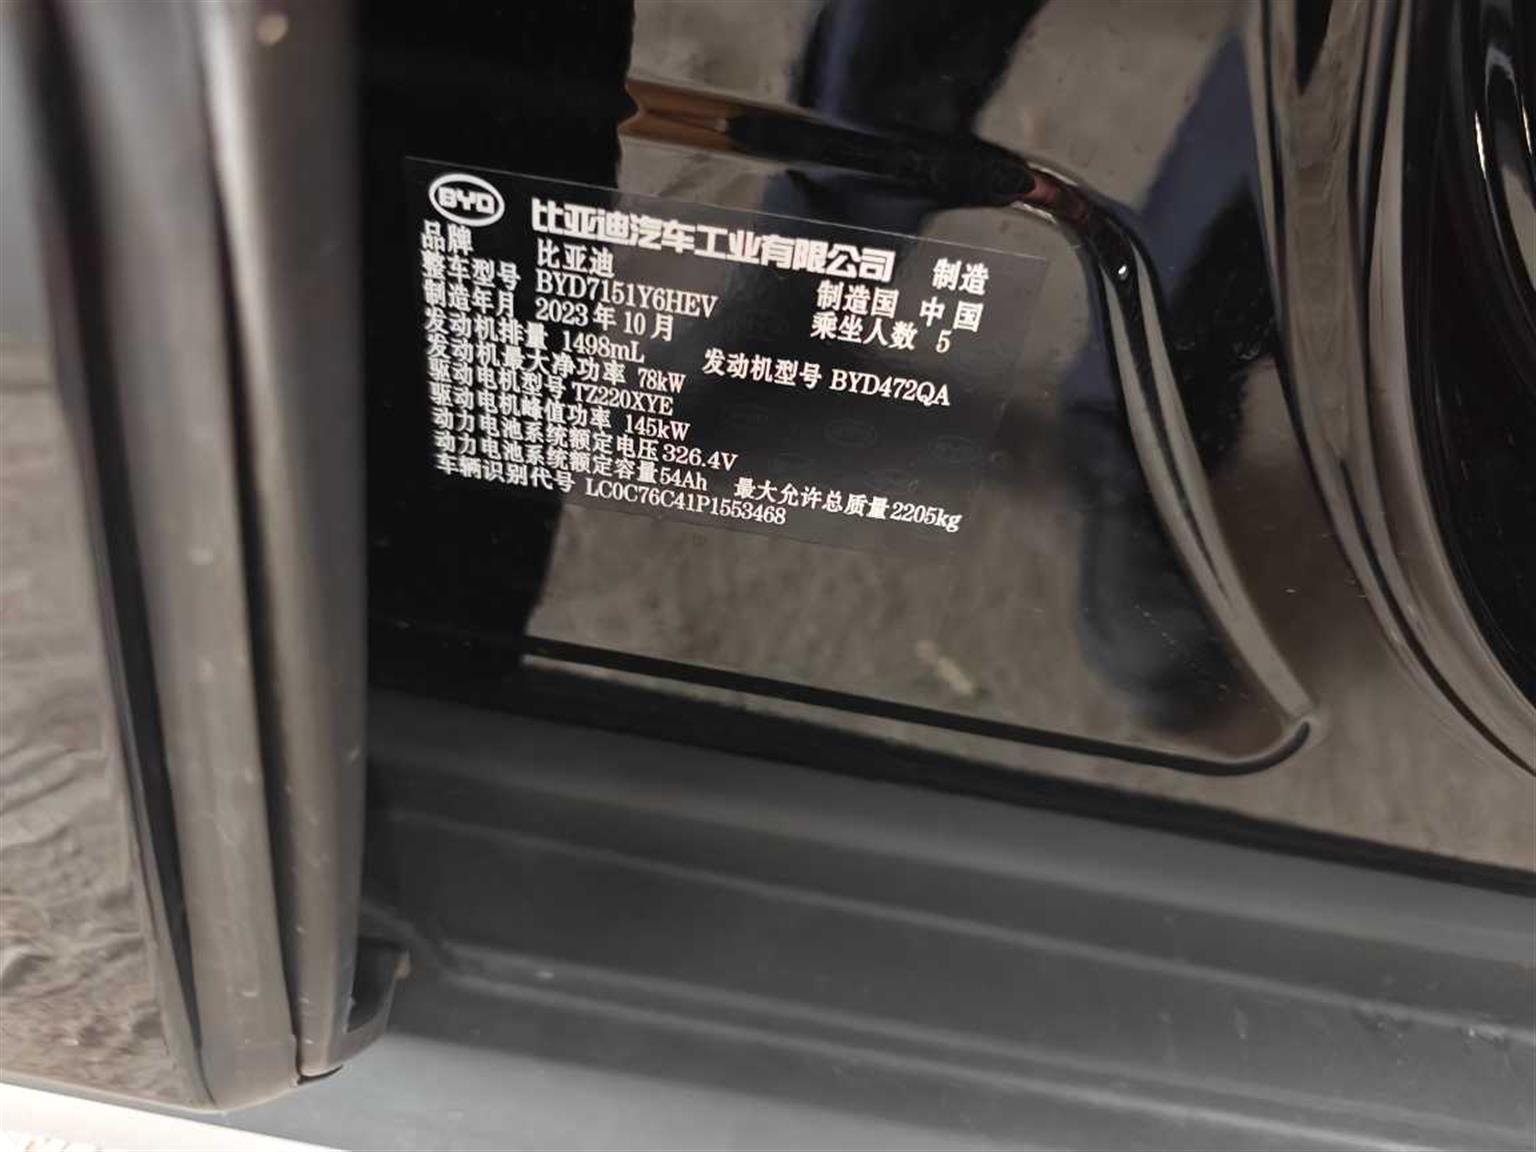 BYD 比亚迪汽车工业有限公司 制造
品牌 比亚迪 制造国 中国
整车型号 BYD7151Y6HEV 乘坐人数 5
制造年月 2023年10月
发动机排量 1498mL 发动机型号 BYD472QA
发动机最大净功率 78kW
驱动电机型号 TZ220XYE
驱动电机峰值功率 145kW
动力电池系统额定电压 326.4V
动力电池系统额定容量 54Ah 最大允许总质量 2205kg
车辆识别代号 LC0C76C41P1553468